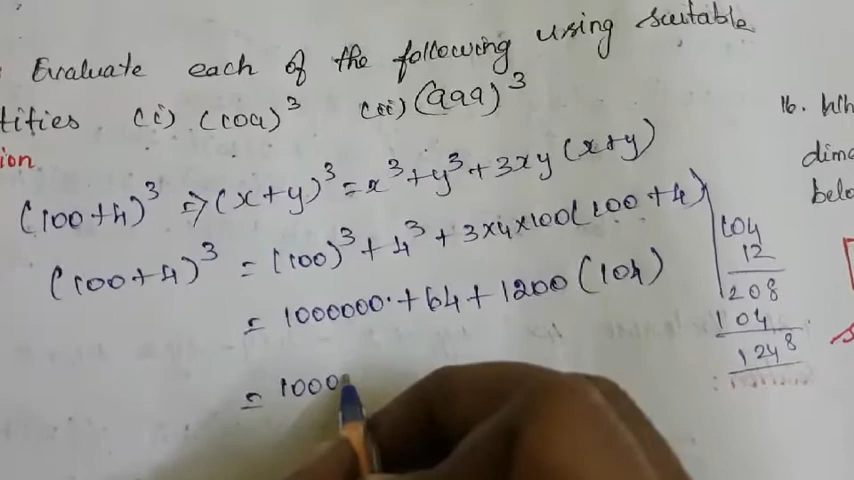 Evaluate each of the following using suitable
tities (i) (104)³ (ii) (999)³
ion
(100+4)³ ⇒ (x+y)³ = x³+y³+3xy(x+y)
(100+4)³ = (100)³ + 4³ + 3×4×100(100+4)
= 1000000 + 64 + 1200 (104)
= 1000
104
12
208
104
1248
16. Wh
dime
belo